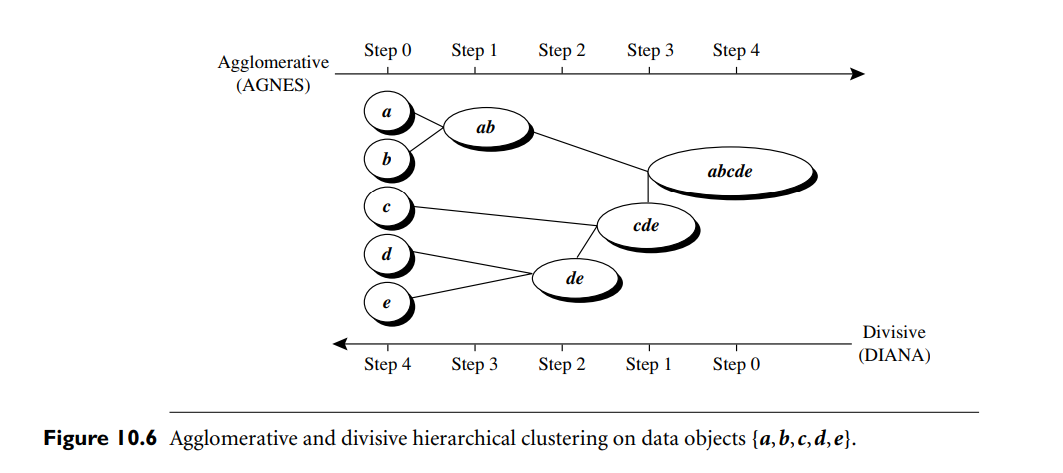 Step 0 Step 1 Step 2 Step 3 Step 4
Agglomerative
(AGNES)
a
ab
b
abcde
c
cde
d
de
e
Divisive
(DIANA)
Step 4 Step 3 Step 2 Step 1 Step 0
Figure 10.6 Agglomerative and divisive hierarchical clustering on data objects {a,b,c,d,e}.